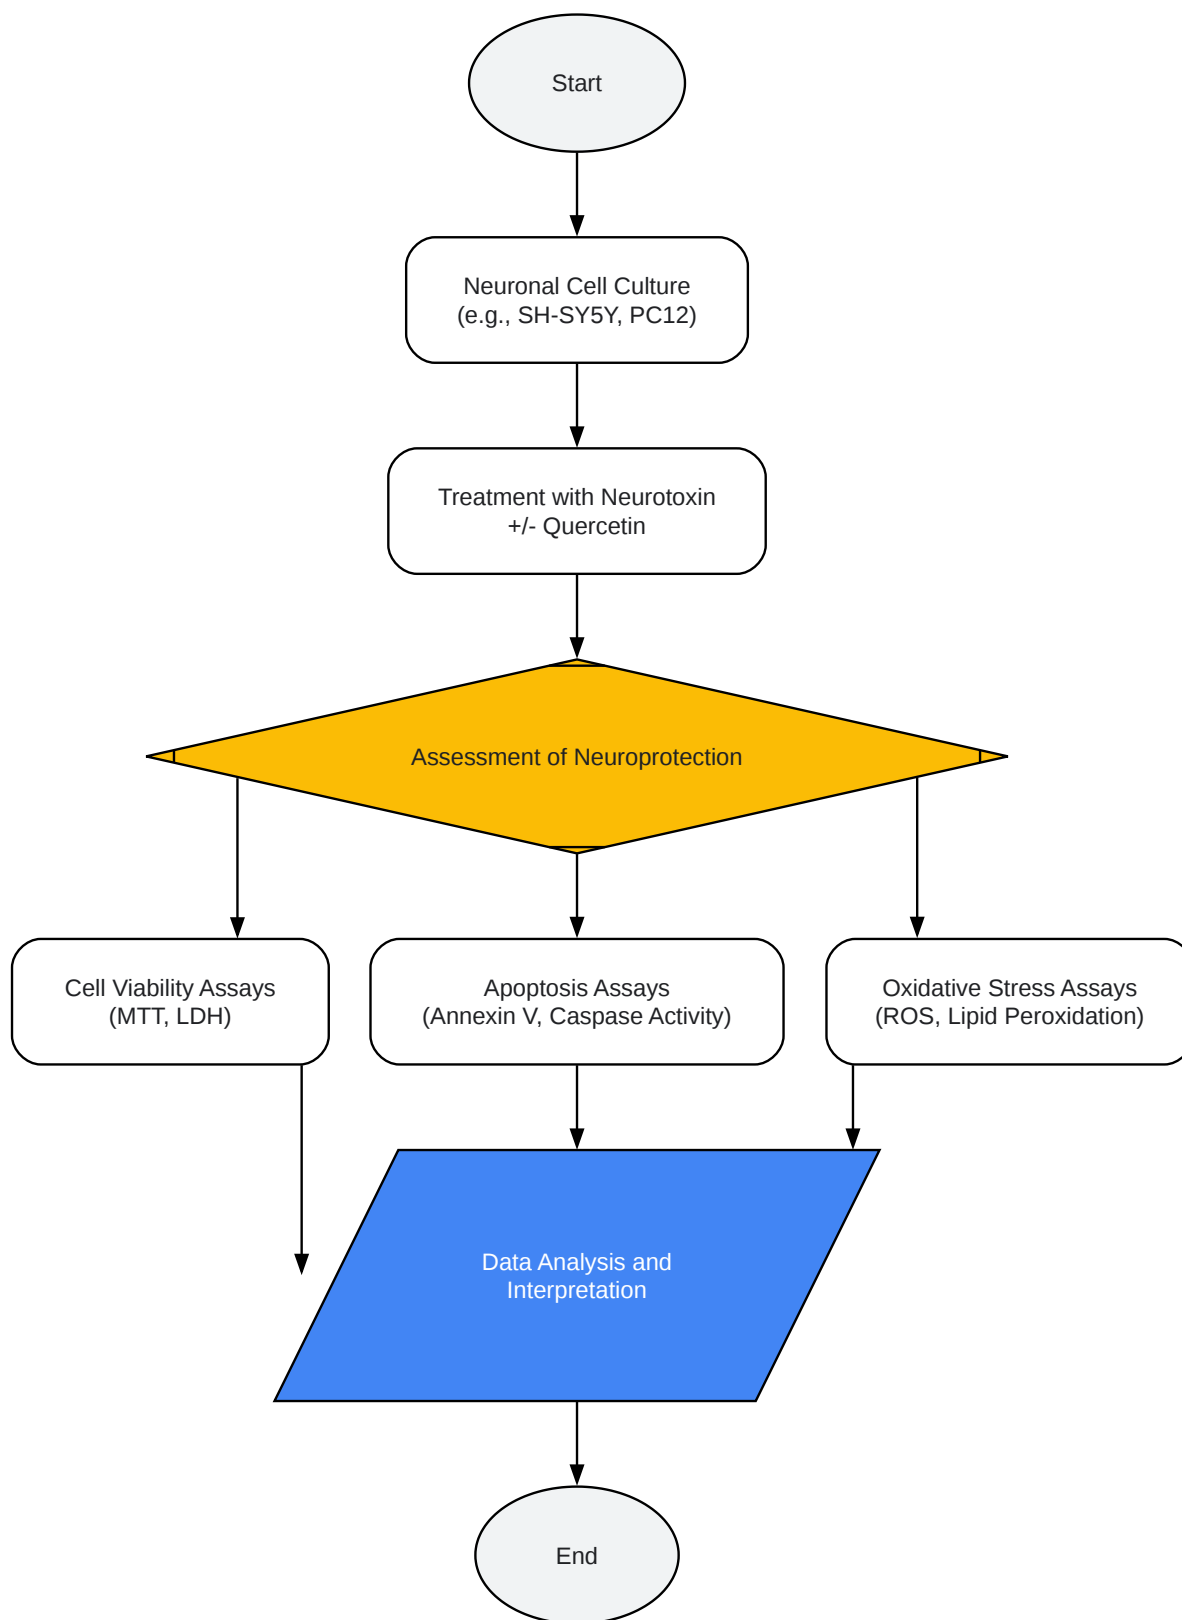 Start
Neuronal Cell Culture
(e.g., SH-SY5Y, PC12)
Treatment with Neurotoxin
+/- Quercetin
Assessment of Neuroprotection
Cell Viability Assays
(MTT, LDH)
Apoptosis Assays
(Annexin V, Caspase Activity)
Oxidative Stress Assays
(ROS, Lipid Peroxidation)
Data Analysis and
Interpretation
End